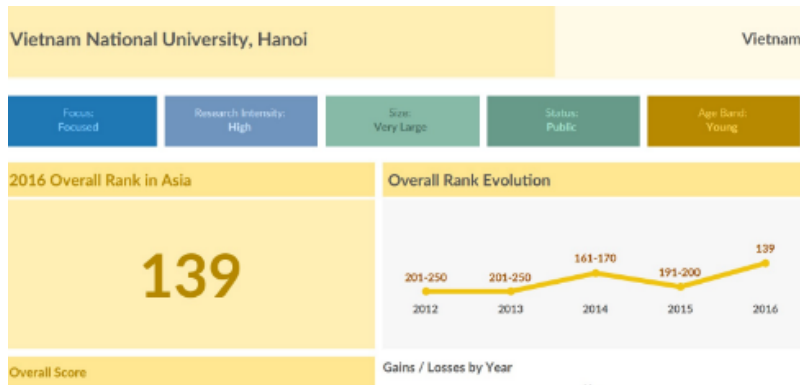 Vietnam National University, Hanoi
Vietnam
Focus:
Focused
Research Intensity:
High
Size:
Very Large
Status:
Public
Age Band:
Young
2016 Overall Rank in Asia
139
Overall Rank Evolution
201-250
201-250
161-170
191-200
139
2012
2013
2014
2015
2016
Overall Score
Gains / Losses by Year